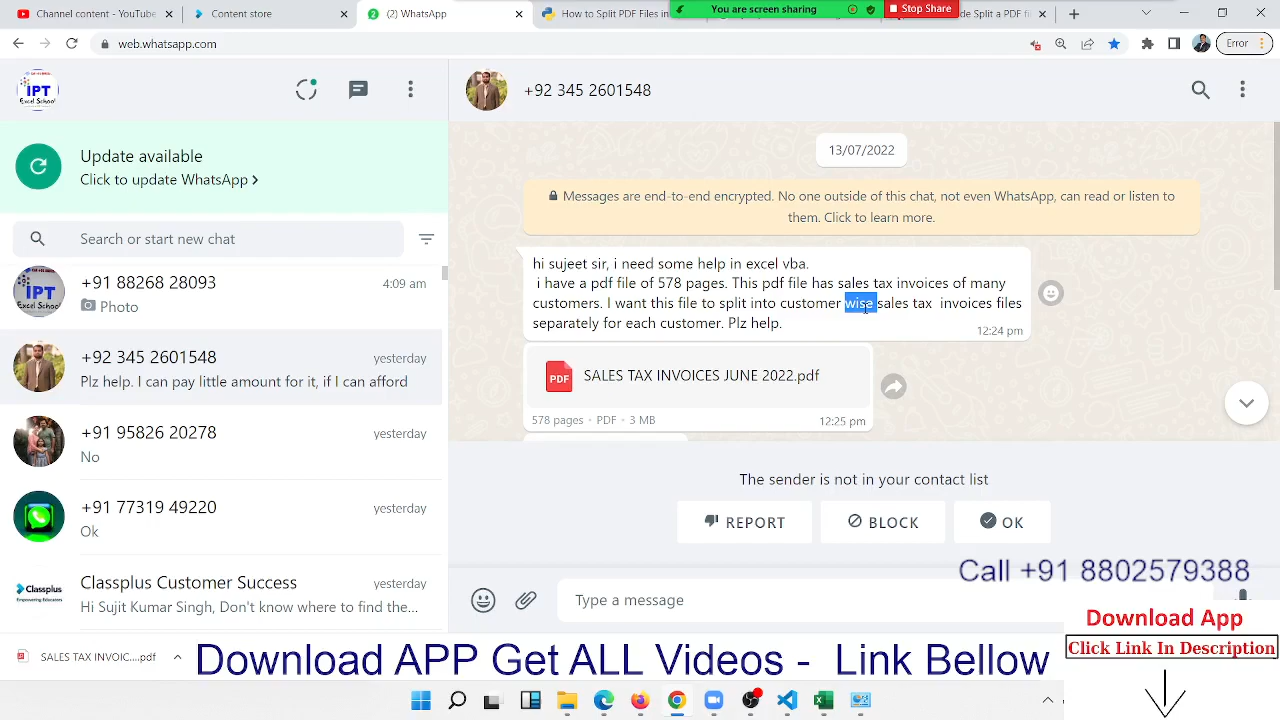 Channel content - YouTube
Contentstore
(2) WhatsApp
How to Split PDF Files in
You are screen sharing
Stop Share
de Split a PDF fi
web.whatsapp.com
Error
+92 345 2601548
13/07/2022
Update available
Click to update WhatsApp >
Messages are end-to-end encrypted. No one outside of this chat, not even WhatsApp, can read or listen to
them. Click to learn more.
Search or start new chat
hi sujeet sir, i need some help in excel vba.
i have a pdf file of 578 pages. This pdf file has sales tax invoices of many
customers. I want this file to split into customer wise sales tax invoices files
separately for each customer. Plz help.
12:24 pm
+91 88268 28093
4:09 am
Photo
+92 345 2601548
yesterday
Plz help. I can pay little amount for it, if I can afford
PDF
SALES TAX INVOICES JUNE 2022.pdf
578 pages • PDF • 3 MB
12:25 pm
+91 95822 20278
yesterday
No
The sender is not in your contact list
REPORT
BLOCK
OK
+91 77319 49220
yesterday
Ok
Classplus Customer Success
yesterday
Hi Sujit Kumar Singh, Don't know where to find the...
Classplus
Call +91 8802579388
Type a message
Download App
Click Link In Description
SALES TAX INVOIC....pdf
Download APP Get ALL Videos - Link Bellow
iPT
Excel School